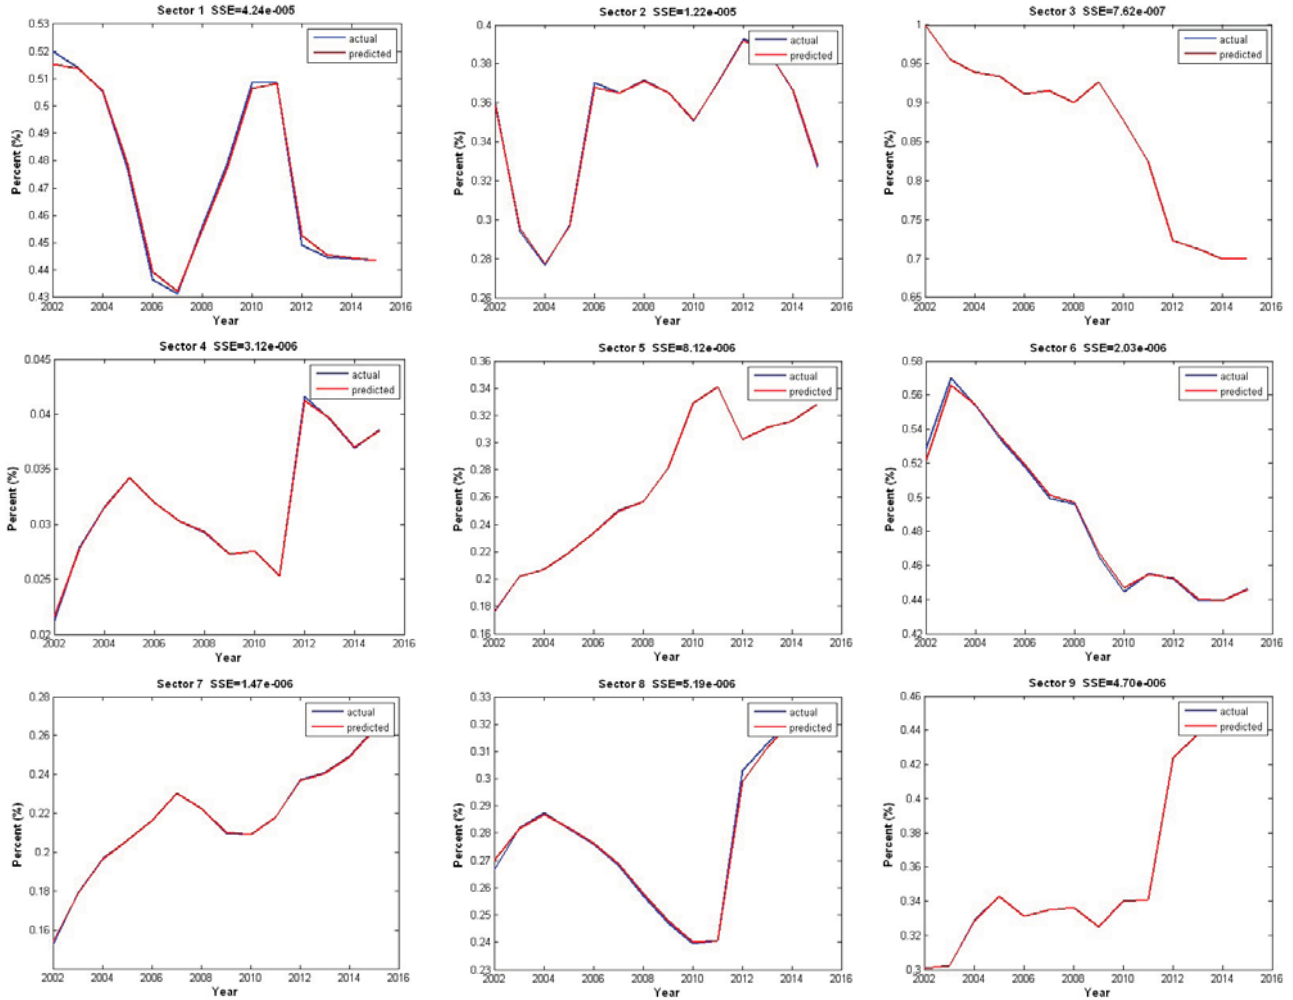 Sector 1 SSE=4.24e-005
0.53
0.52
0.51
0.5
0.49
0.48
0.47
0.46
0.45
0.44
0.43
Percent (%)
actual
predicted
2002 2004 2006 2008 2010 2012 2014 2016
Year
Sector 2 SSE=1.22e-005
0.4
0.38
0.36
0.34
0.32
0.3
0.28
0.26
Percent (%)
actual
predicted
2002 2004 2006 2008 2010 2012 2014 2016
Year
Sector 3 SSE=7.62e-007
1
0.95
0.9
0.85
0.8
0.75
0.7
0.65
Percent (%)
actual
predicted
2002 2004 2006 2008 2010 2012 2014 2016
Year
Sector 4 SSE=3.12e-006
0.045
0.04
0.035
0.03
0.025
0.02
Percent (%)
actual
predicted
2002 2004 2006 2008 2010 2012 2014 2016
Year
Sector 5 SSE=8.12e-006
0.36
0.34
0.32
0.3
0.28
0.26
0.24
0.22
0.2
0.18
0.16
Percent (%)
actual
predicted
2002 2004 2006 2008 2010 2012 2014 2016
Year
Sector 6 SSE=2.03e-006
0.58
0.56
0.54
0.52
0.5
0.48
0.46
0.44
0.42
Percent (%)
actual
predicted
2002 2004 2006 2008 2010 2012 2014 2016
Year
Sector 7 SSE=1.47e-006
0.28
0.26
0.24
0.22
0.2
0.18
0.16
Percent (%)
actual
predicted
2002 2004 2006 2008 2010 2012 2014 2016
Year
Sector 8 SSE=5.19e-006
0.33
0.32
0.31
0.3
0.29
0.28
0.27
0.26
0.25
0.24
0.23
Percent (%)
actual
predicted
2002 2004 2006 2008 2010 2012 2014 2016
Year
Sector 9 SSE=4.70e-006
0.46
0.44
0.42
0.4
0.38
0.36
0.34
0.32
0.3
Percent (%)
actual
predicted
2002 2004 2006 2008 2010 2012 2014 2016
Year